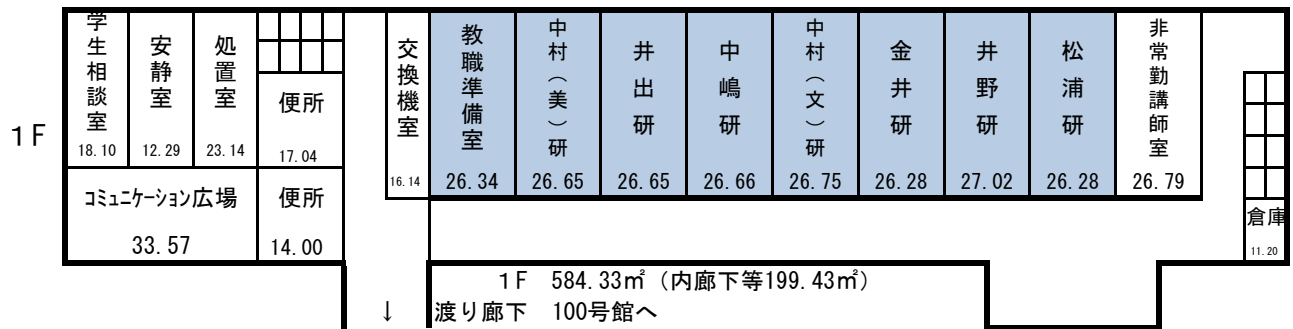 1F
学生相談室
18.10
安静室
12.29
処置室
23.14
便所
17.04
交換機室
16.14
教職準備室
26.34
中村(美)研
26.65
井出研
26.65
中嶋研
26.66
中村(文)研
26.75
金井研
26.28
井野研
27.02
松浦研
26.28
非常勤講師室
26.79
コミュニケーション広場
33.57
便所
14.00
倉庫
11.20
1F 584.33㎡(内廊下等199.43㎡)
↓ 渡り廊下 100号館へ